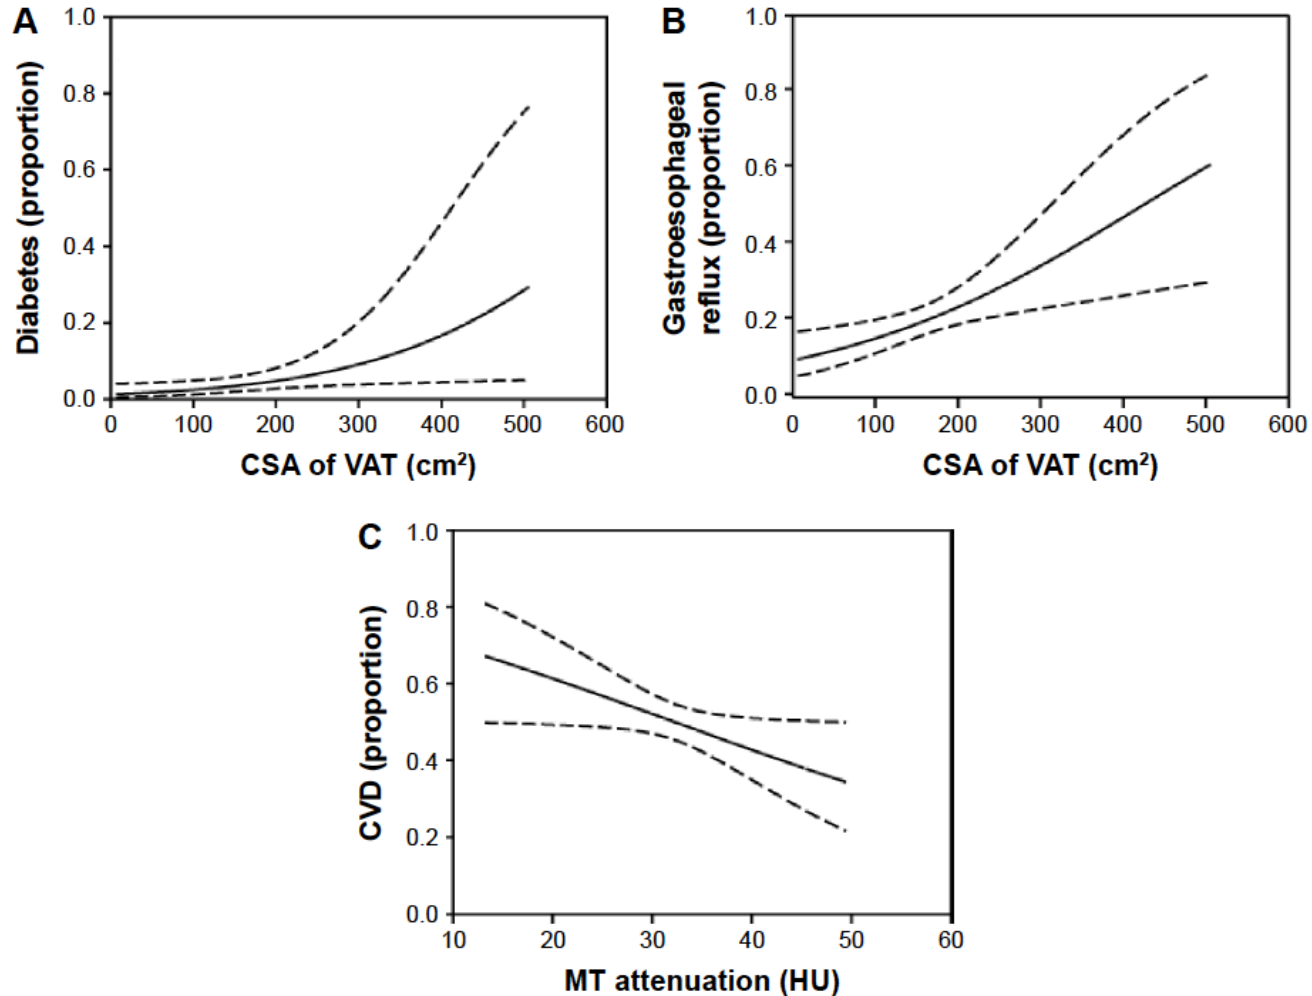 A
Diabetes (proportion)
1.0
0.8
0.6
0.4
0.2
0.0
0 100 200 300 400 500 600
CSA of VAT (cm²)
B
Gastroesophageal
reflux (proportion)
1.0
0.8
0.6
0.4
0.2
0.0
0 100 200 300 400 500 600
CSA of VAT (cm²)
C
CVD (proportion)
1.0
0.8
0.6
0.4
0.2
0.0
10 20 30 40 50 60
MT attenuation (HU)